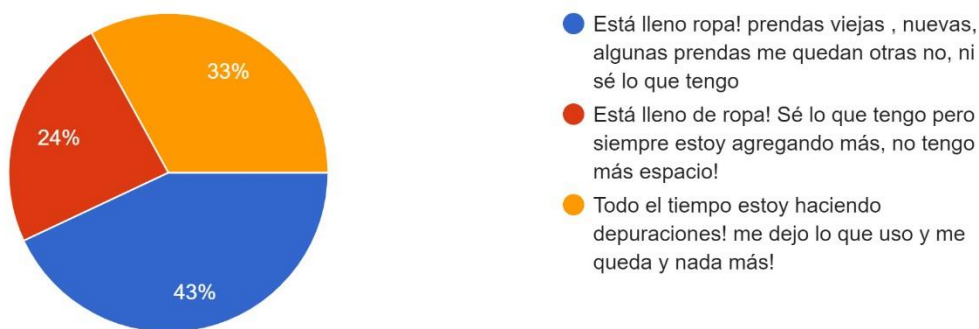 33%
24%
43%
Está lleno ropa! prendas viejas , nuevas,
algunas prendas me quedan otras no, ni
sé lo que tengo
Está lleno de ropa! Sé lo que tengo pero
siempre estoy agregando más, no tengo
más espacio!
Todo el tiempo estoy haciendo
depuraciones! me dejo lo que uso y me
queda y nada más!